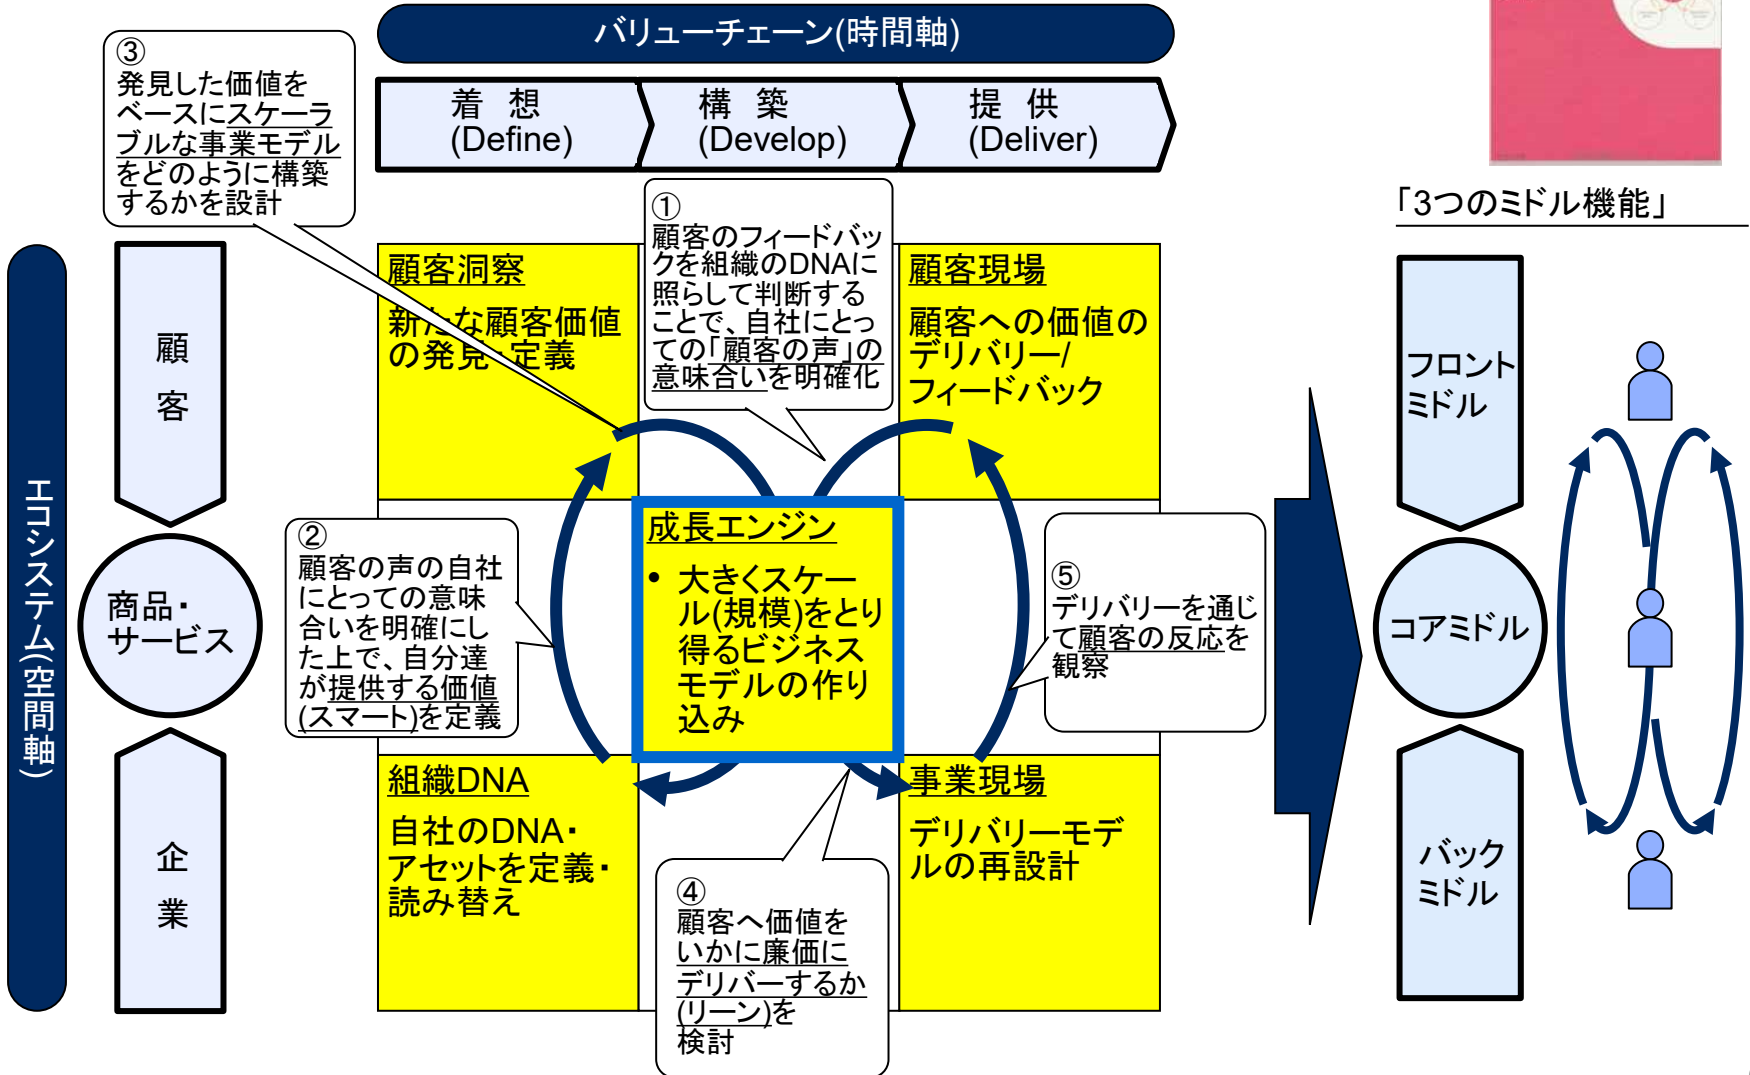 バリューチェーン(時間軸)
着 想
(Define)
構 築
(Develop)
提 供
(Deliver)
③
発見した価値を
ベースにスケーラ
ブルな事業モデル
をどのように構築
するかを設計
①
顧客のフィードバッ
クを組織のDNAに
照らして判断する
ことで、自社にとっ
ての「顧客の声」の
意味合いを明確化
「3つのミドル機能」
エコシステム(空間軸)
顧
客
商品・
サービス
企
業
顧客洞察
新たな顧客価値
の発見・定義
顧客現場
顧客への価値の
デリバリー/
フィードバック
②
顧客の声の自社
にとっての意味
合いを明確にし
た上で、自分達
が提供する価値
(スマート)を定義
成長エンジン
• 大きくスケー
ル(規模)をとり
得るビジネス
モデルの作り
込み
⑤
デリバリーを通じ
て顧客の反応を
観察
組織DNA
自社のDNA・
アセットを定義・
読み替え
事業現場
デリバリーモデ
ルの再設計
④
顧客へ価値を
いかに廉価に
デリバーするか
(リーン)を
検討
フロント
ミドル
コアミドル
バック
ミドル